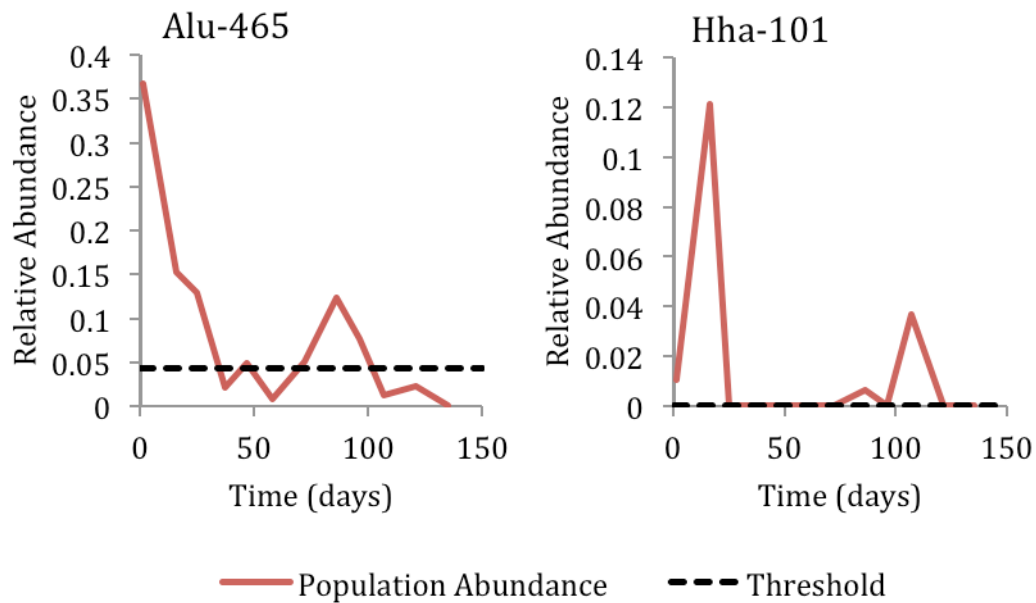 Alu-465
0.4
0.35
0.3
0.25
0.2
0.15
0.1
0.05
0
Relative Abundance
0 50 100 150
Time (days)
Hha-101
0.14
0.12
0.1
0.08
0.06
0.04
0.02
0
Relative Abundance
0 50 100 150
Time (days)
Population Abundance Threshold